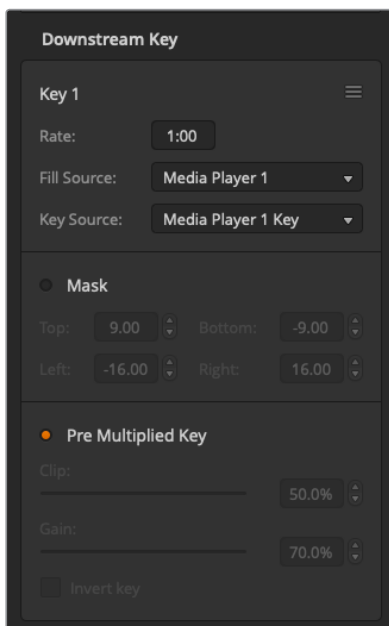 Downstream Key
Key 1
Rate: 1:00
Fill Source: Media Player 1
Key Source: Media Player 1 Key
Mask
Top: 9.00 Bottom: -9.00
Left: -16.00 Right: 16.00
Pre Multiplied Key
Clip:
50.0%
Gain:
70.0%
Invert key